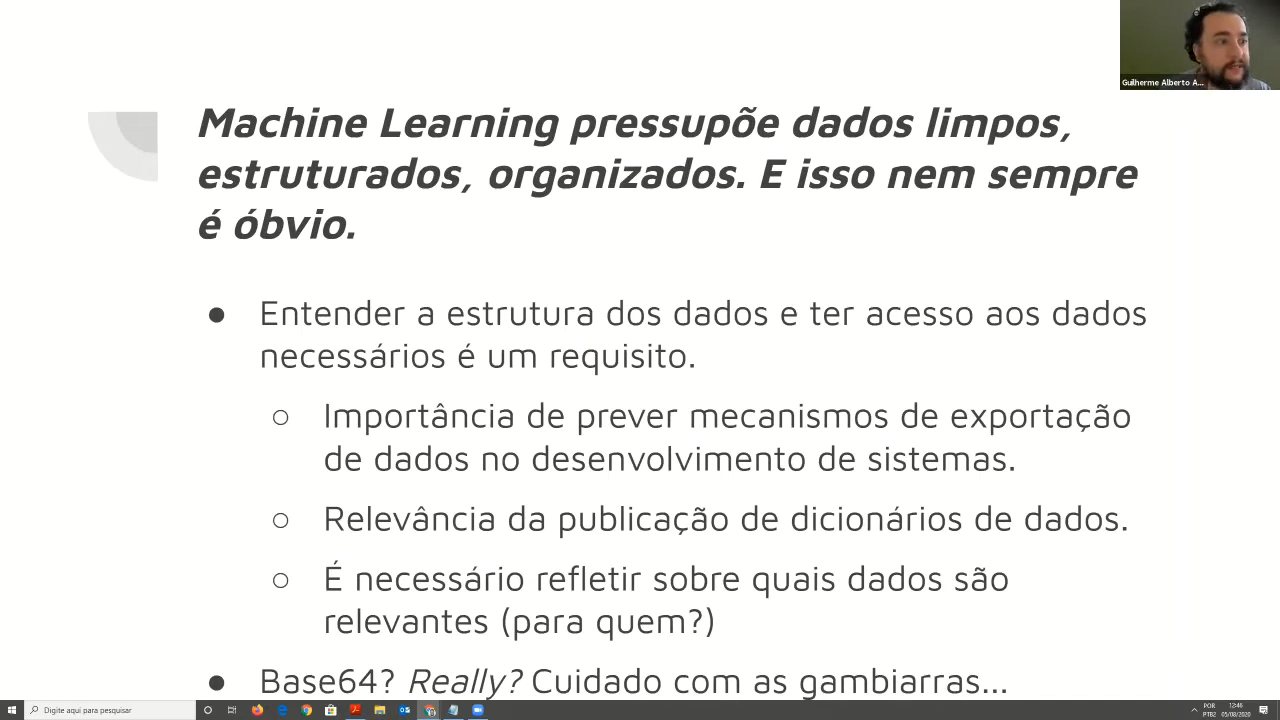 Guilherme Alberto A...
Machine Learning pressupõe dados limpos,
estruturados, organizados. E isso nem sempre
é óbvio.
● Entender a estrutura dos dados e ter acesso aos dados
necessários é um requisito.
○ Importância de prever mecanismos de exportação
de dados no desenvolvimento de sistemas.
○ Relevância da publicação de dicionários de dados.
○ É necessário refletir sobre quais dados são
relevantes (para quem?)
● Base64? Really? Cuidado com as gambiarras...
Digite aqui para pesquisar
POR
PTB2
12:46
05/08/2020